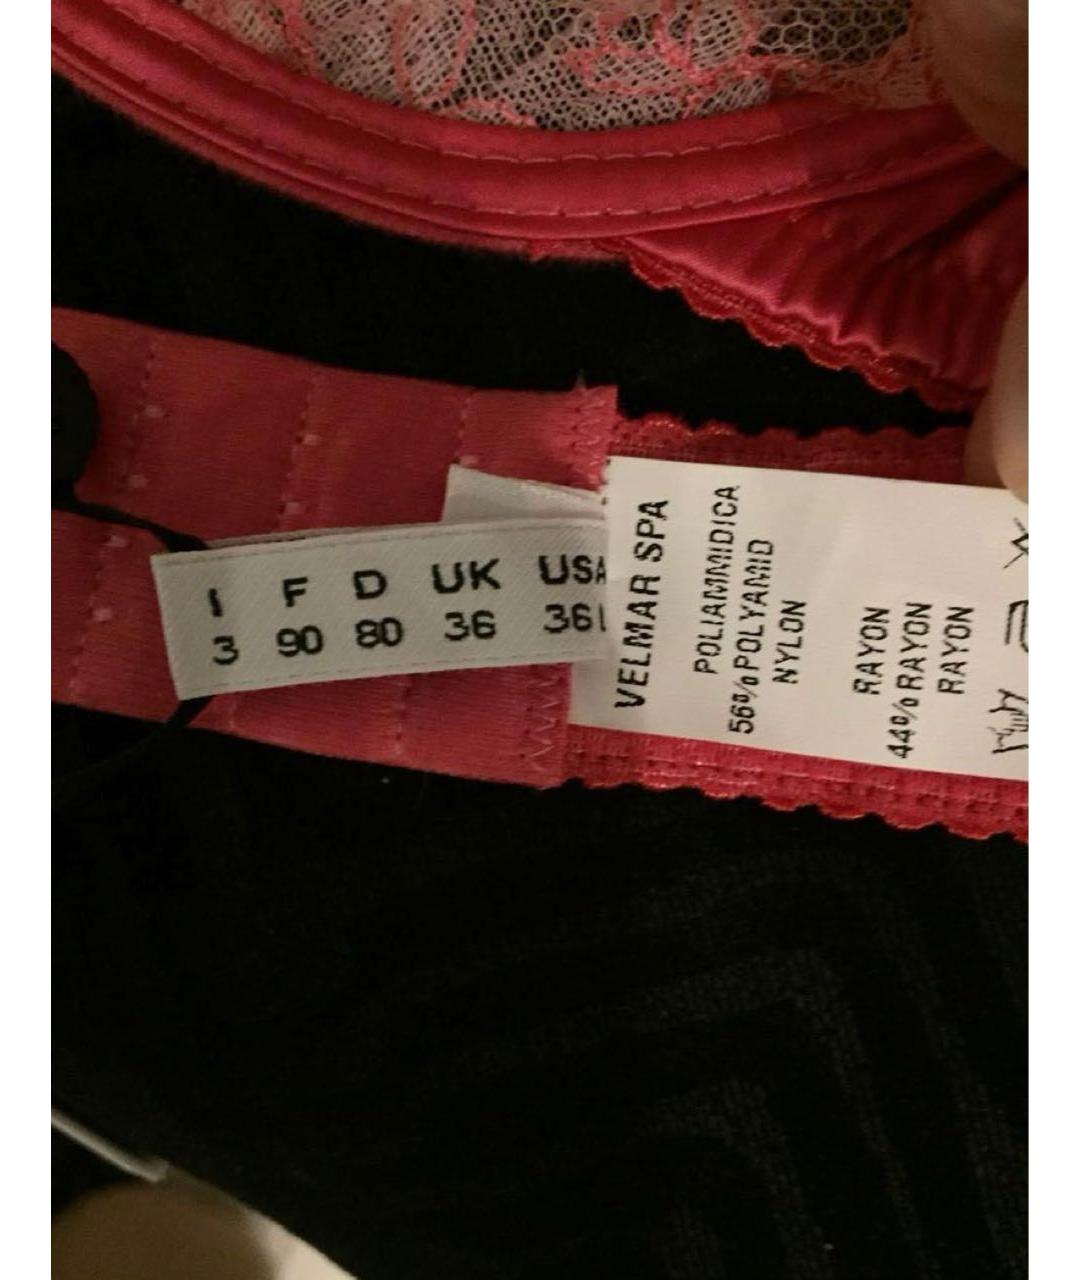 I F D UK USA
3 90 80 36 36
VELMAR SPA
POLIAMMIDICA
56% POLYAMID
NYLON
RAYON
44% RAYON
RAYON